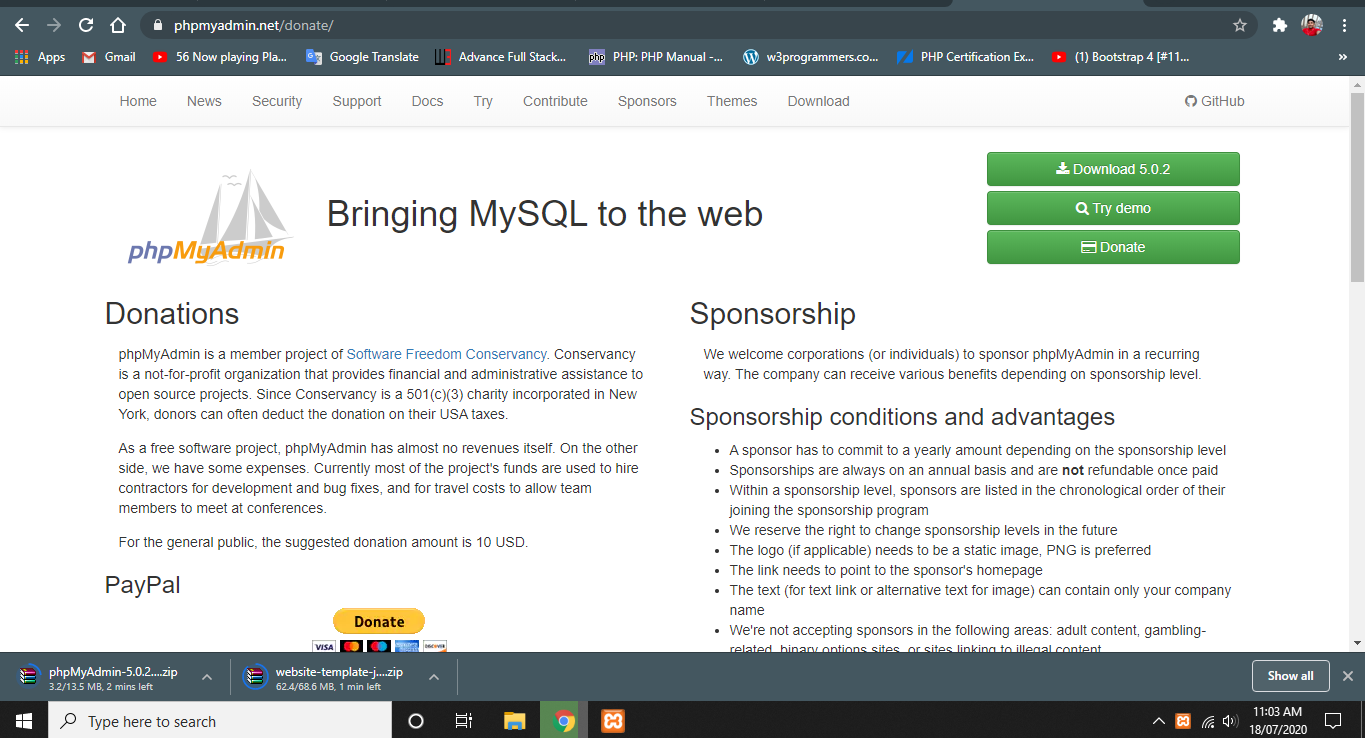 phpmyadmin.net/donate/
Apps
Gmail
56 Now playing Pla...
Google Translate
Advance Full Stack...
php
PHP: PHP Manual -...
w3programmers.co...
PHP Certification Ex...
(1) Bootstrap 4 [#11...
»
Home
News
Security
Support
Docs
Try
Contribute
Sponsors
Themes
Download
GitHub
phpMyAdmin
Bringing MySQL to the web
Download 5.0.2
Try demo
Donate
Donations
phpMyAdmin is a member project of Software Freedom Conservancy. Conservancy
is a not-for-profit organization that provides financial and administrative assistance to
open source projects. Since Conservancy is a 501(c)(3) charity incorporated in New
York, donors can often deduct the donation on their USA taxes.
As a free software project, phpMyAdmin has almost no revenues itself. On the other
side, we have some expenses. Currently most of the project's funds are used to hire
contractors for development and bug fixes, and for travel costs to allow team
members to meet at conferences.
For the general public, the suggested donation amount is 10 USD.
PayPal
Donate
VISA
DISCOVER
Sponsorship
We welcome corporations (or individuals) to sponsor phpMyAdmin in a recurring
way. The company can receive various benefits depending on sponsorship level.
Sponsorship conditions and advantages
• A sponsor has to commit to a yearly amount depending on the sponsorship level
• Sponsorships are always on an annual basis and are not refundable once paid
• Within a sponsorship level, sponsors are listed in the chronological order of their
joining the sponsorship program
• We reserve the right to change sponsorship levels in the future
• The logo (if applicable) needs to be a static image, PNG is preferred
• The link needs to point to the sponsor's homepage
• The text (for text link or alternative text for image) can contain only your company
name
• We're not accepting sponsors in the following areas: adult content, gambling-
related, binary options sites, or sites linking to illegal content
phpMyAdmin-5.0.2....zip
3.2/13.5 MB, 2 mins left
website-template-j....zip
62.4/68.6 MB, 1 min left
Show all
Type here to search
11:03 AM
18/07/2020